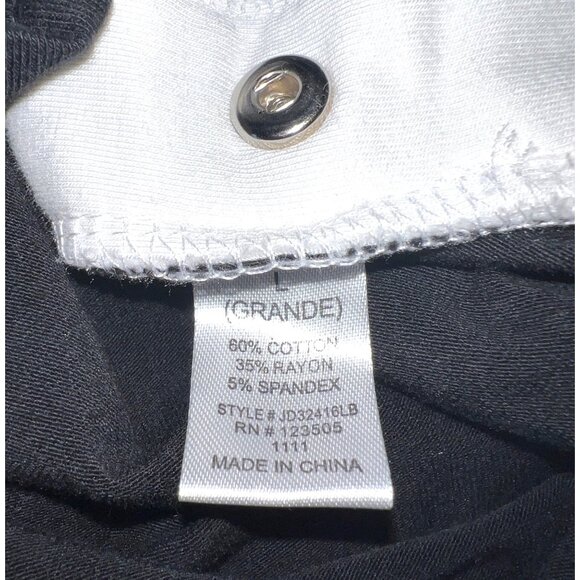 L
(GRANDE)
60% COTTON
35% RAYON
5% SPANDEX
STYLE # JD32416LB
RN # 123505
1111
MADE IN CHINA